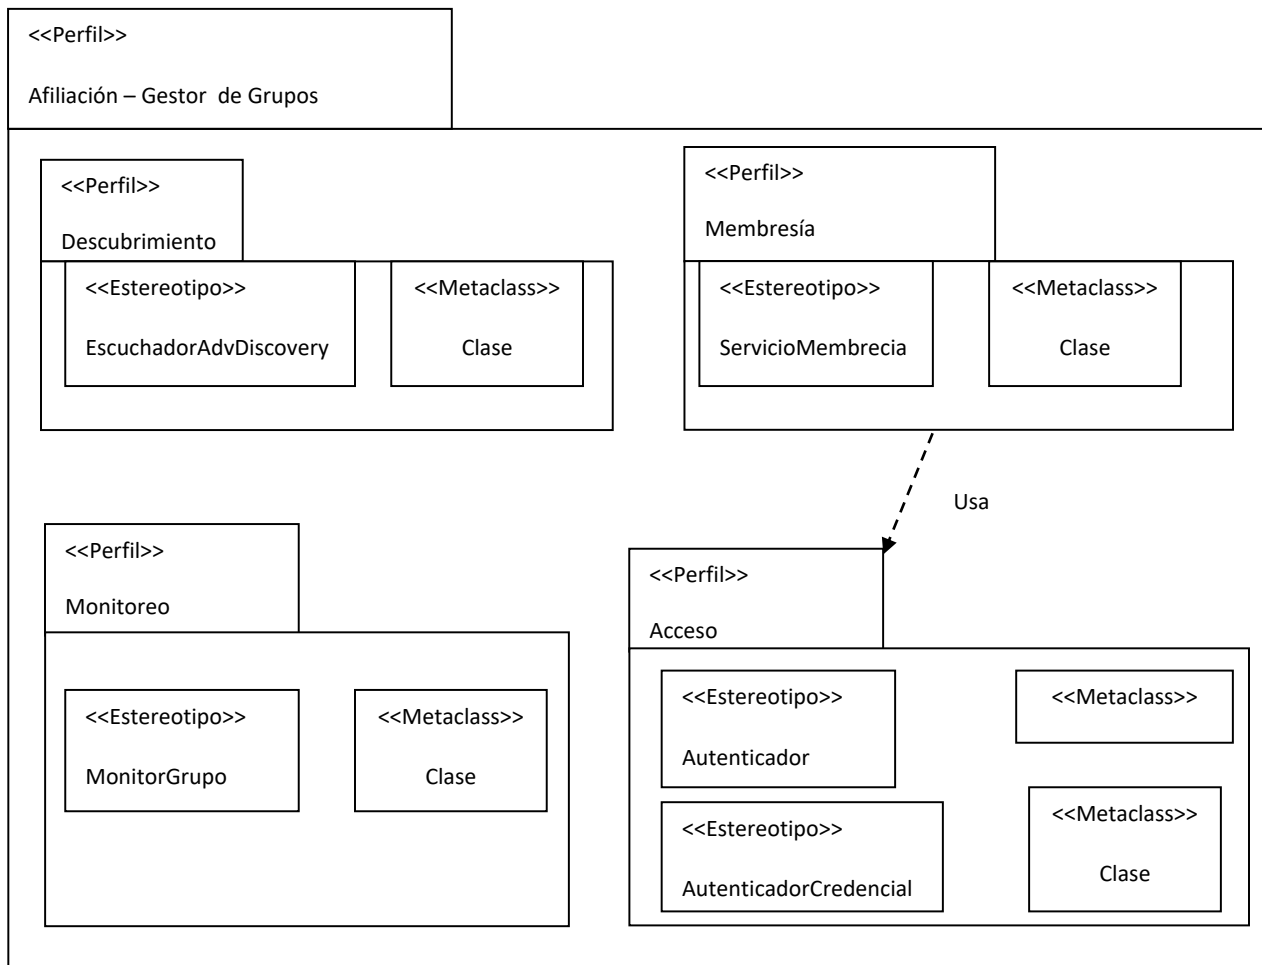 <<Perfil>>
Afiliación – Gestor de Grupos
<<Perfil>>
Descubrimiento
<<Estereotipo>>
EscuchadorAdvDiscovery
<<Metaclass>>
Clase
<<Perfil>>
Membresía
<<Estereotipo>>
ServicioMembrecia
<<Metaclass>>
Clase
Usa
<<Perfil>>
Monitoreo
<<Estereotipo>>
MonitorGrupo
<<Metaclass>>
Clase
<<Perfil>>
Acceso
<<Estereotipo>>
Autenticador
<<Metaclass>>
<<Estereotipo>>
AutenticadorCredencial
<<Metaclass>>
Clase